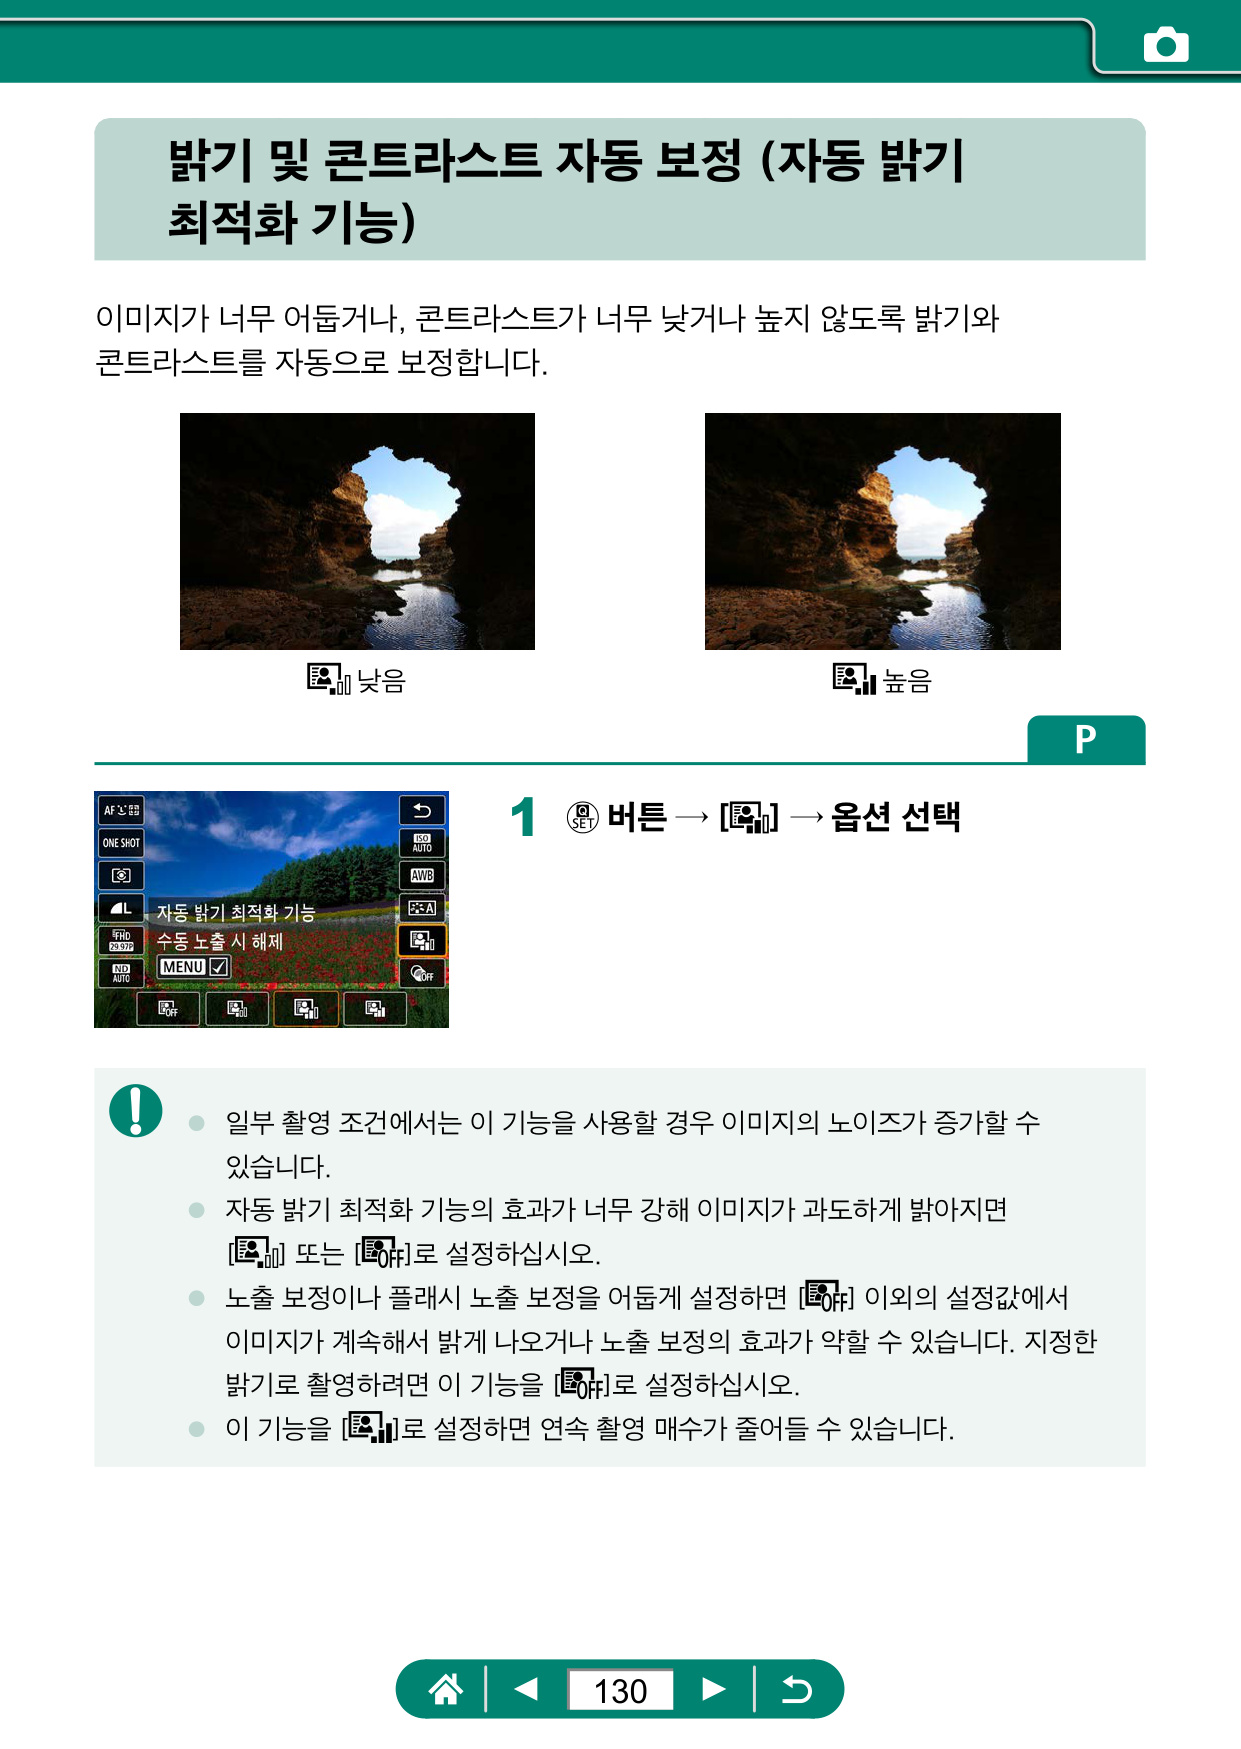 밝기 및 콘트라스트 자동 보정 (자동 밝기
최적화 기능)
이미지가 너무 어둡거나, 콘트라스트가 너무 낮거나 높지 않도록 밝기와
콘트라스트를 자동으로 보정합니다.
낮음
높음
P
AF
ONE SHOT
L
FHD
29.97P
ND
AUTO
자동 밝기 최적화 기능
수동 노출 시 해제
MENU
ISO
AUTO
AWB
A
OFF
OFF
1 Q SET 버튼 → [ ] → 옵션 선택
일부 촬영 조건에서는 이 기능을 사용할 경우 이미지의 노이즈가 증가할 수
있습니다.
자동 밝기 최적화 기능의 효과가 너무 강해 이미지가 과도하게 밝아지면
[ ] 또는 [OFF]로 설정하십시오.
노출 보정이나 플래시 노출 보정을 어둡게 설정하면 [OFF] 이외의 설정값에서
이미지가 계속해서 밝게 나오거나 노출 보정의 효과가 약할 수 있습니다. 지정한
밝기로 촬영하려면 이 기능을 [OFF]로 설정하십시오.
이 기능을 [ ]로 설정하면 연속 촬영 매수가 줄어들 수 있습니다.
130